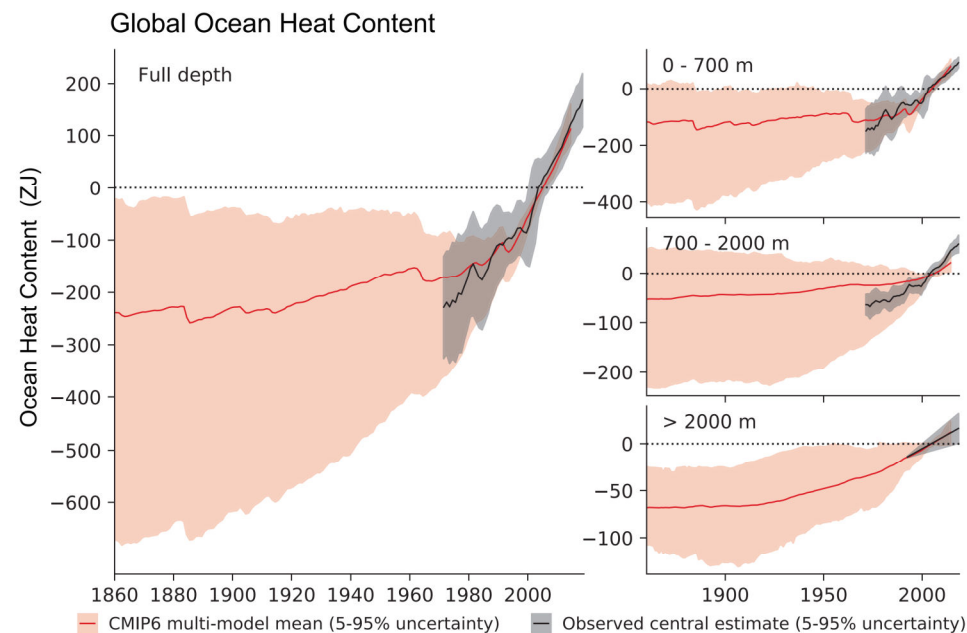 Global Ocean Heat Content
Ocean Heat Content (ZJ)
Full depth
200
100
0
−100
−200
−300
−400
−500
−600
1860 1880 1900 1920 1940 1960 1980 2000
0 - 700 m
0
−200
−400
700 - 2000 m
0
−100
−200
> 2000 m
0
−50
−100
1900 1950 2000
CMIP6 multi-model mean (5-95% uncertainty)
Observed central estimate (5-95% uncertainty)